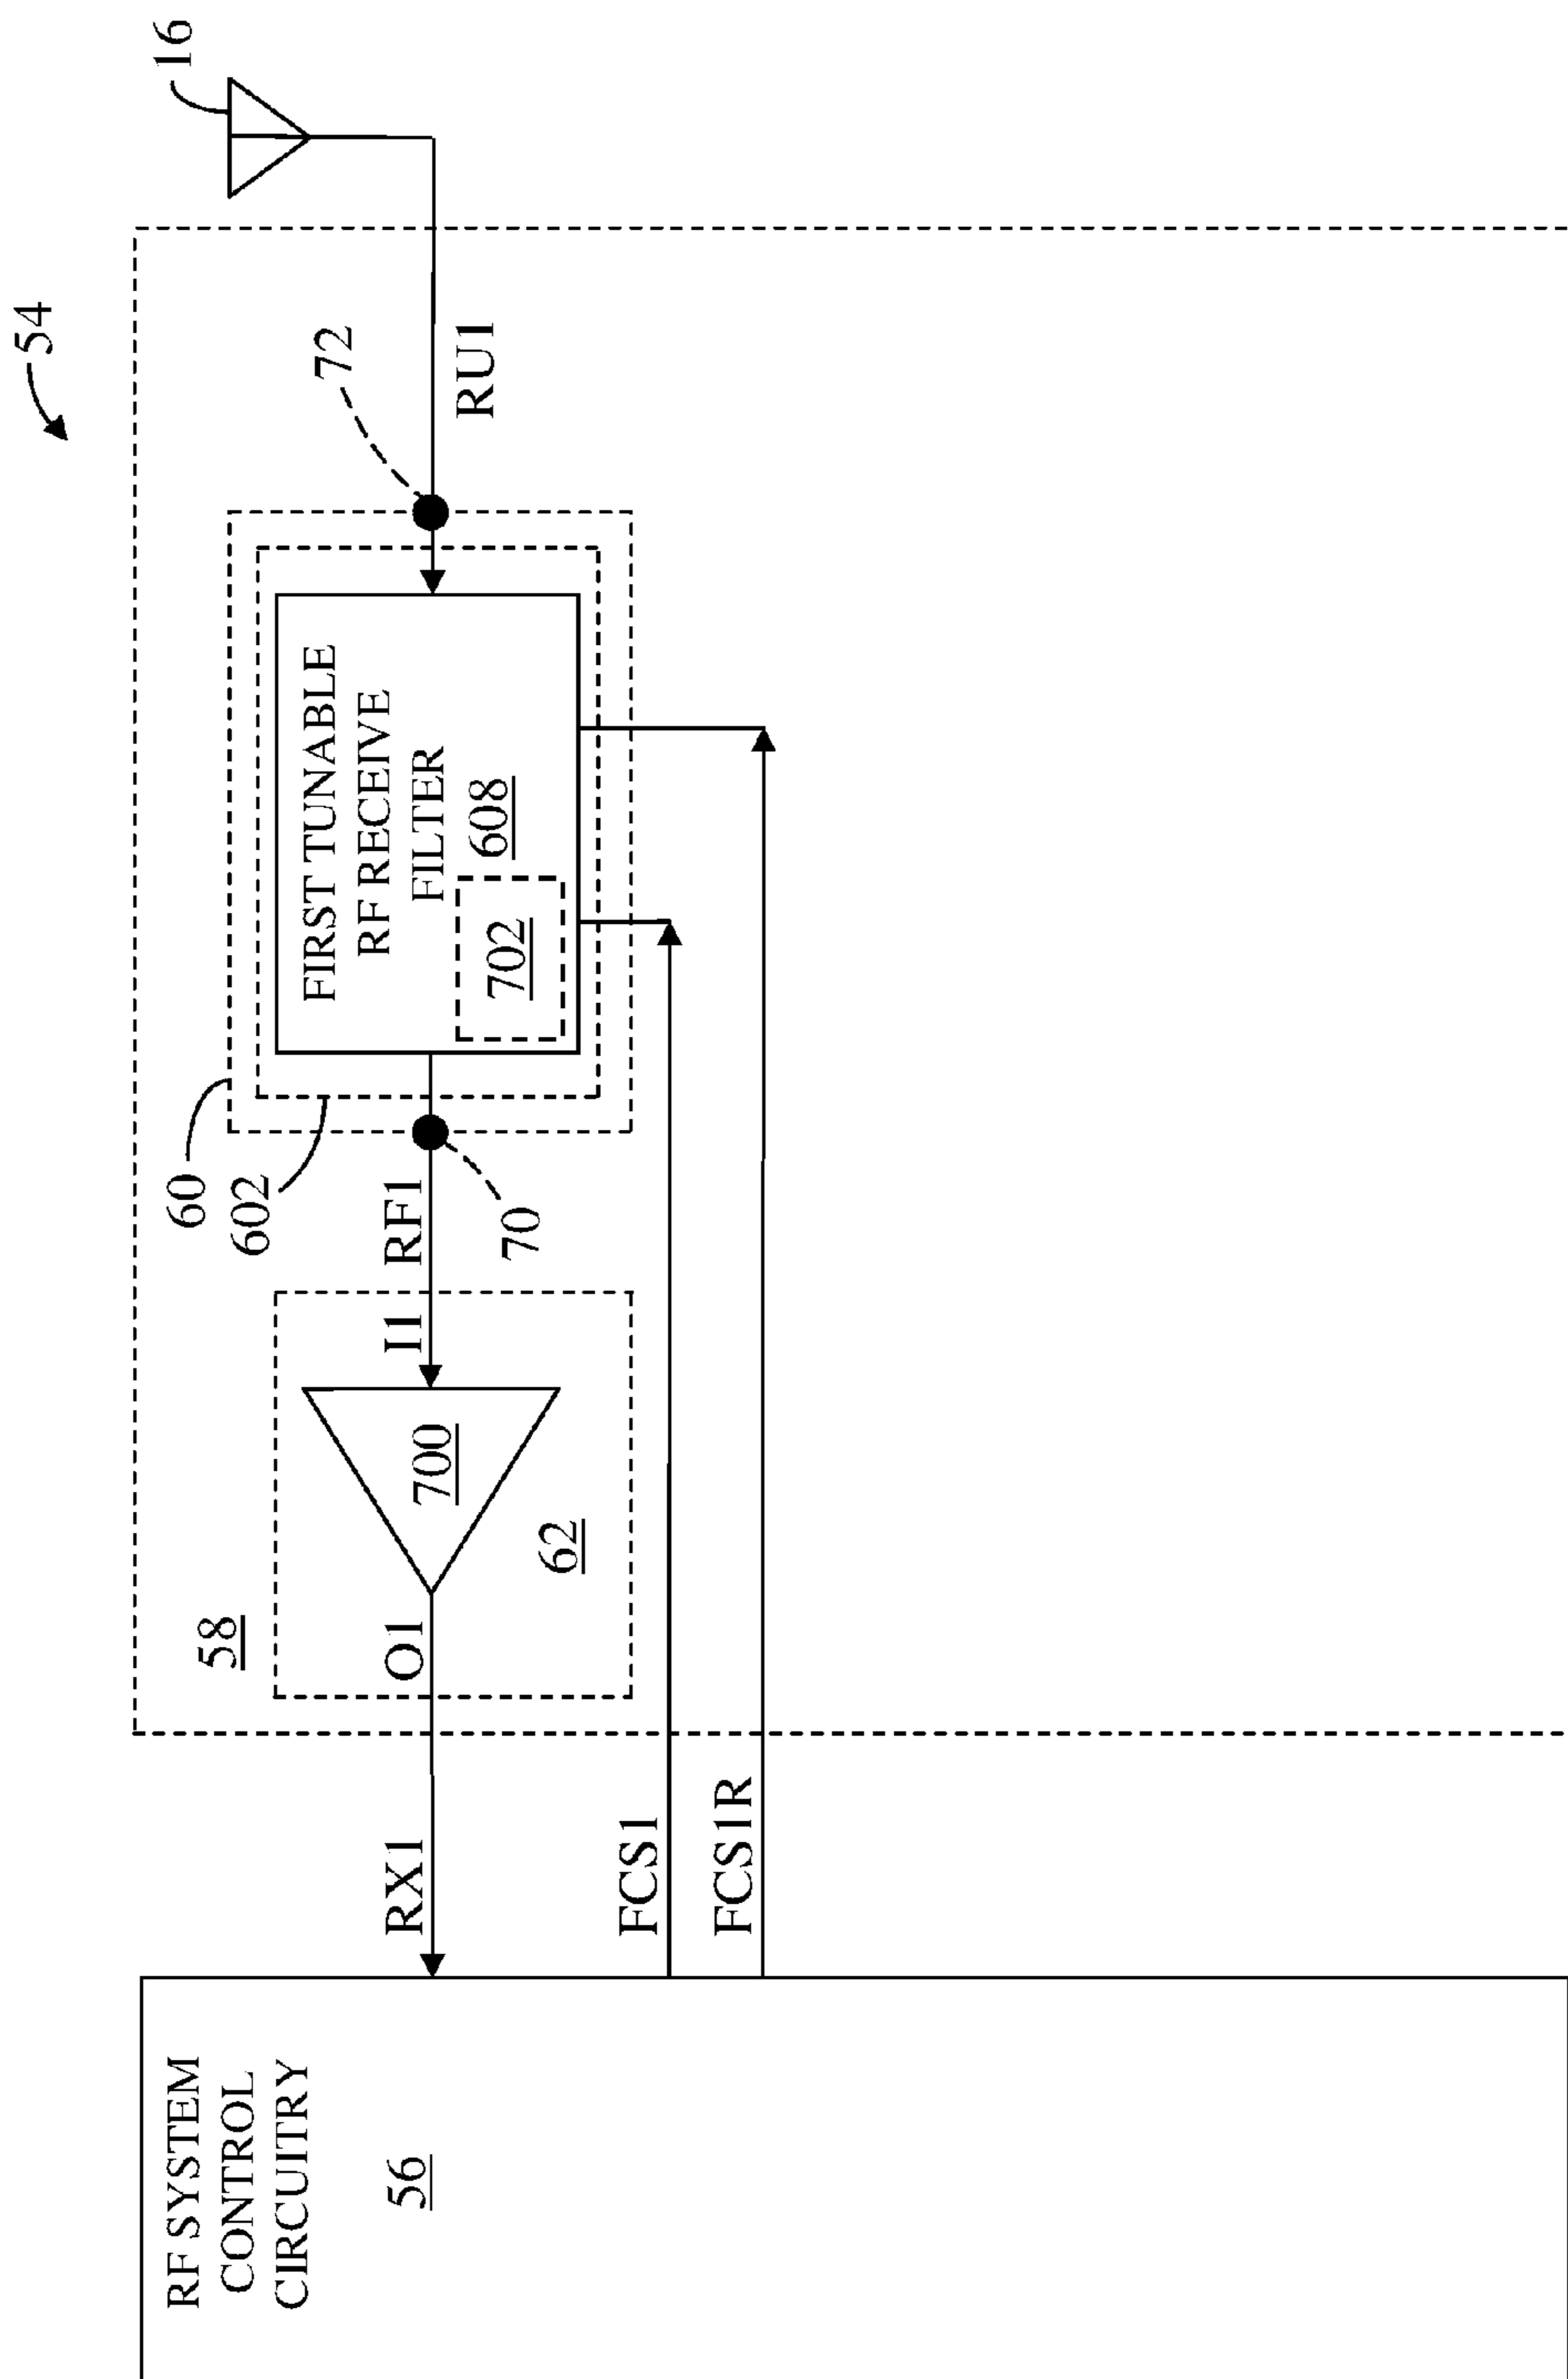 54
16
RF SYSTEM
CONTROL
CIRCUITRY
56
58
60
602
72
FIRST TUNABLE
RF RECEIVE
FILTER
608
702
RX1
O1
700
I1
RF1
RU1
62
70
FCS1
FCS1R